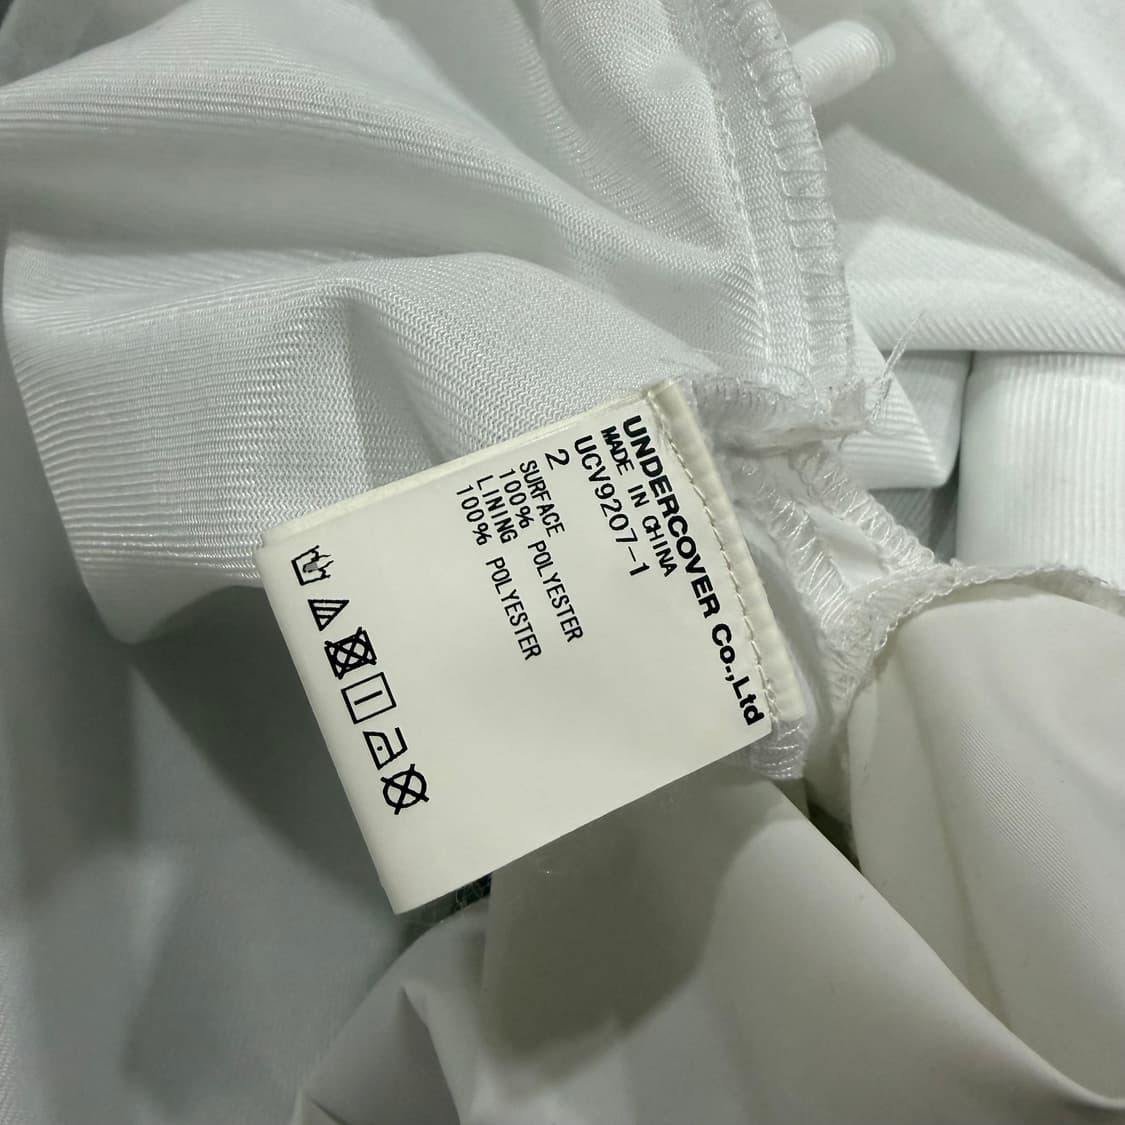 UNDERCOVER Co.,Ltd
MADE IN CHINA
UCV9207-1
2
SURFACE
100% POLYESTER
LINING
100% POLYESTER